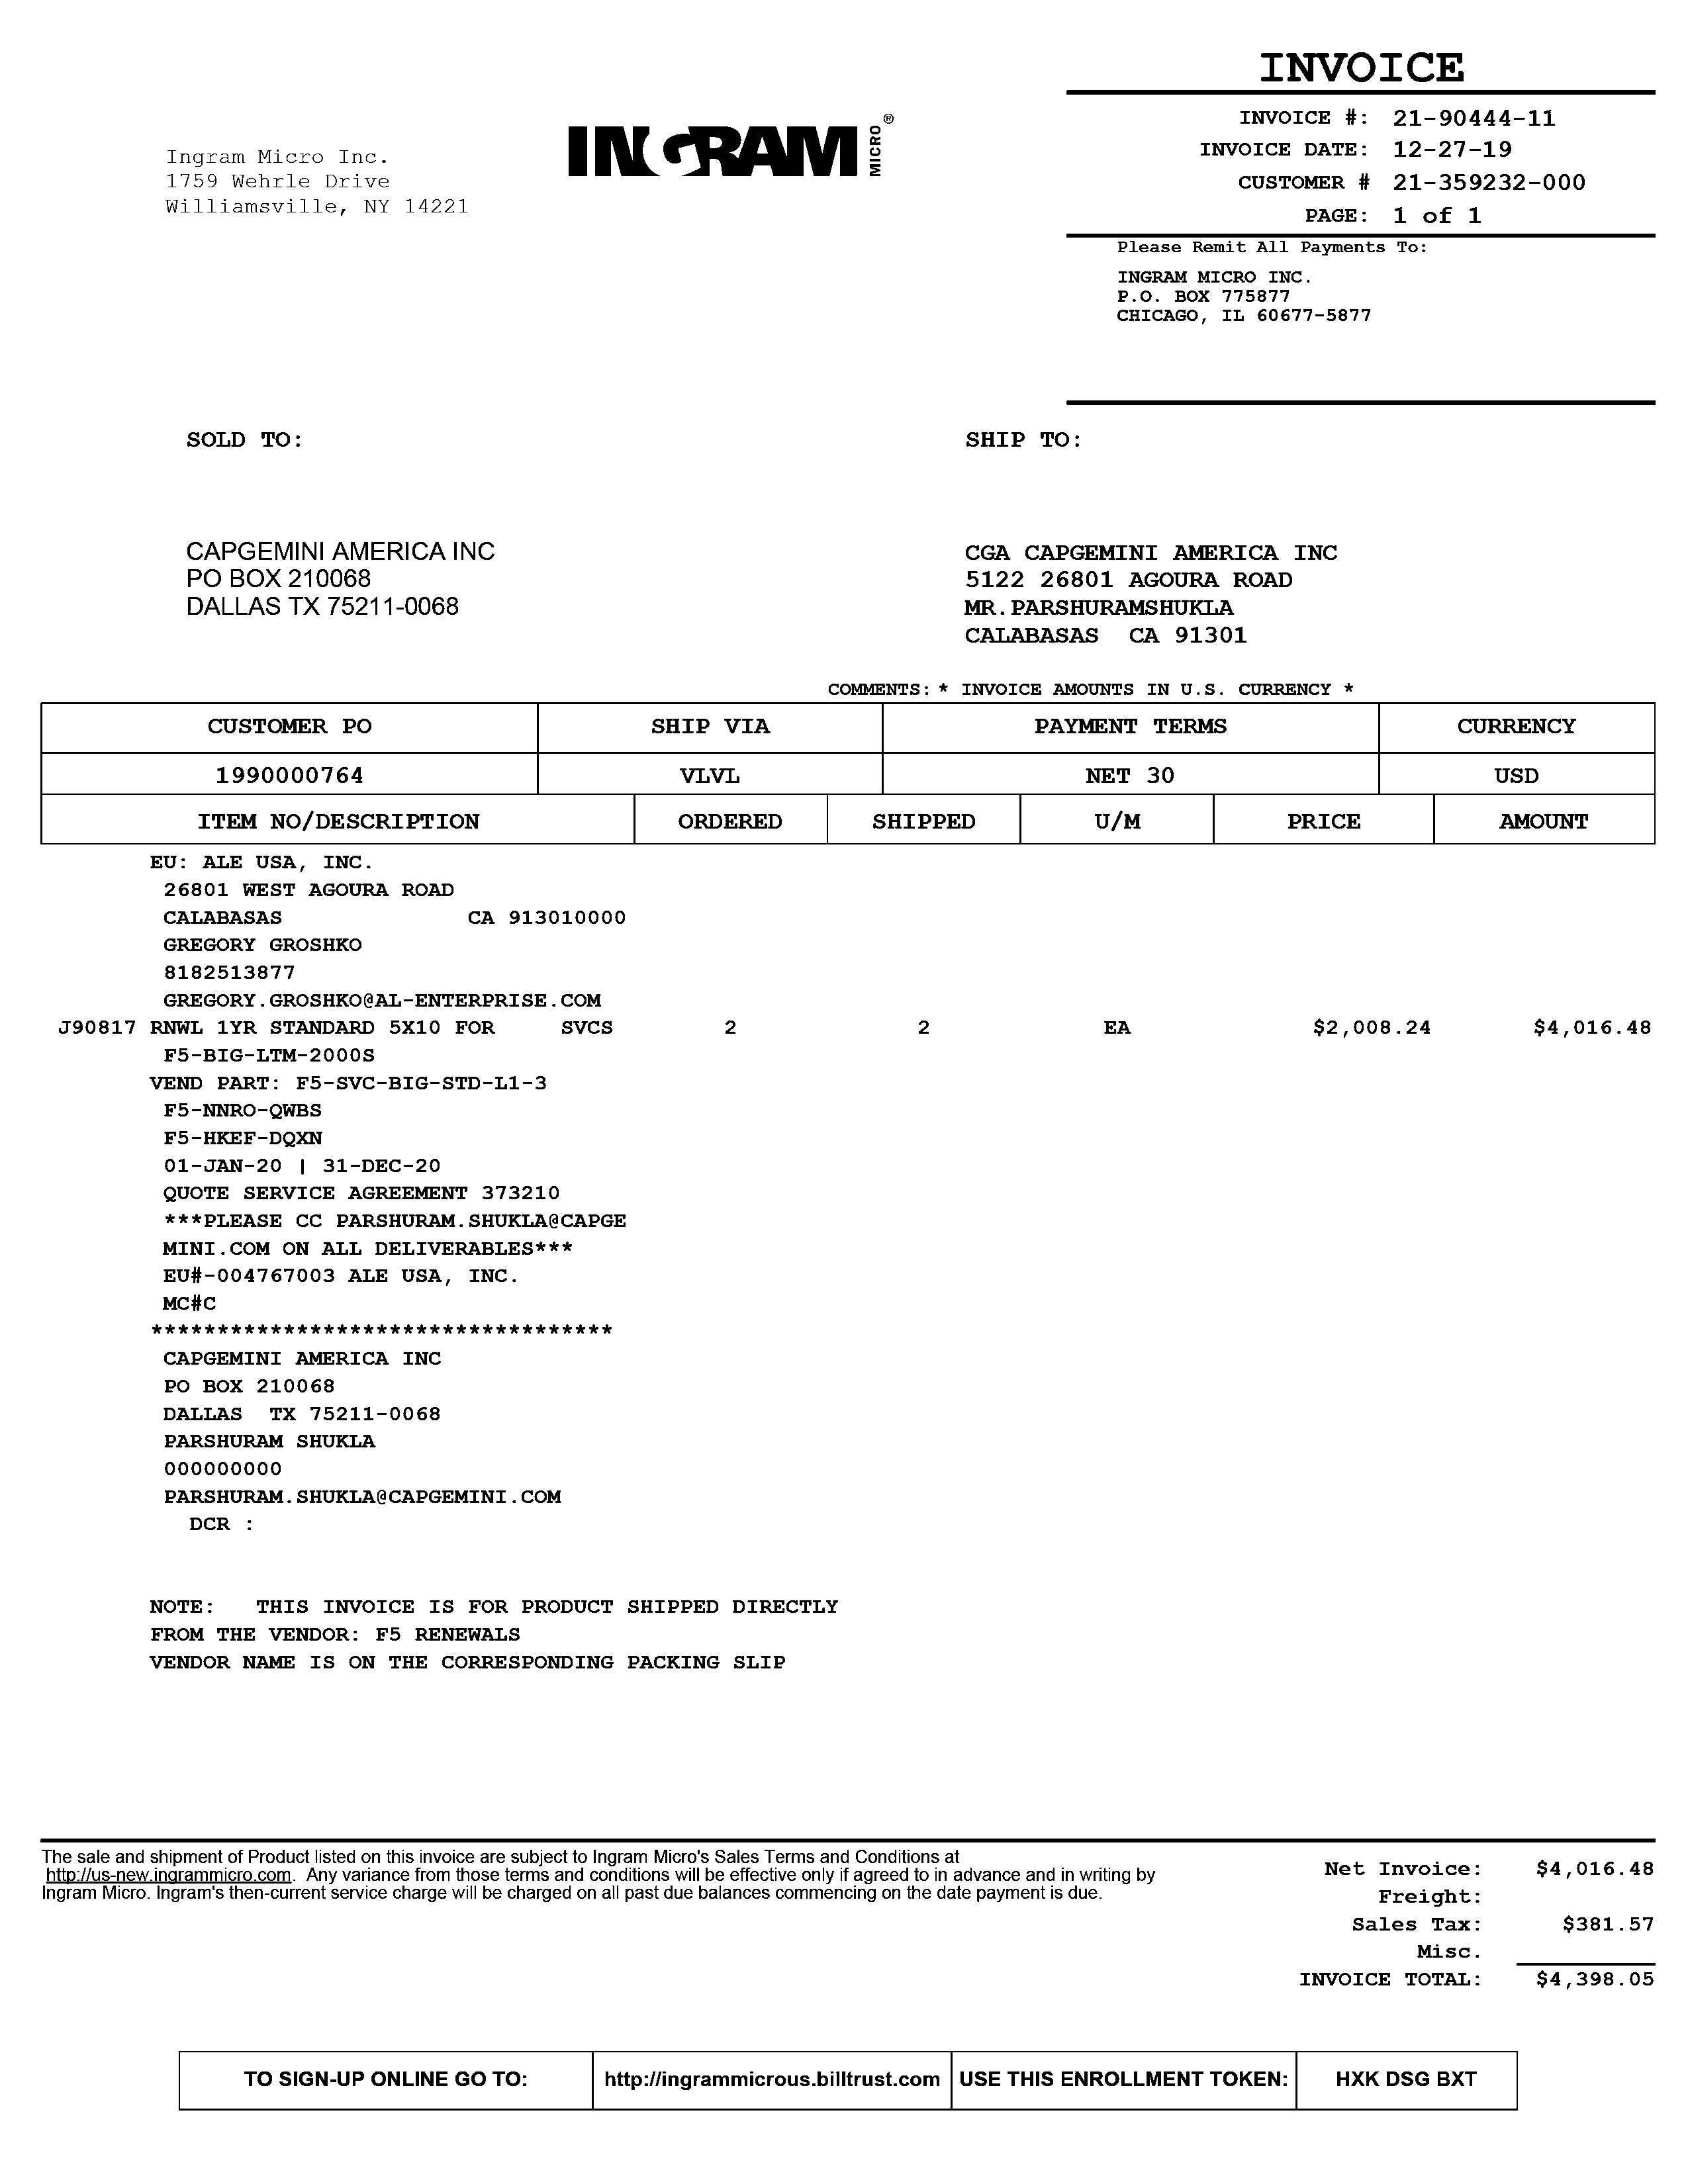 INVOICE
INVOICE #: 21-90444-11
INVOICE DATE: 12-27-19
CUSTOMER # 21-359232-000
PAGE: 1 of 1
Ingram Micro Inc.
1759 Wehrle Drive
Williamsville, NY 14221
INGRAM MICRO®
Please Remit All Payments To:
INGRAM MICRO INC.
P.O. BOX 775877
CHICAGO, IL 60677-5877
SOLD TO:
CAPGEMINI AMERICA INC
PO BOX 210068
DALLAS TX 75211-0068
SHIP TO:
CGA CAPGEMINI AMERICA INC
5122 26801 AGOURA ROAD
MR.PARSHURAMSHUKLA
CALABASAS CA 91301
COMMENTS: * INVOICE AMOUNTS IN U.S. CURRENCY *
CUSTOMER PO SHIP VIA PAYMENT TERMS CURRENCY
1990000764 VLVL NET 30 USD
ITEM NO/DESCRIPTION ORDERED SHIPPED U/M PRICE AMOUNT
EU: ALE USA, INC.
26801 WEST AGOURA ROAD
CALABASAS CA 913010000
GREGORY GROSHKO
8182513877
GREGORY.GROSHKO@AL-ENTERPRISE.COM
J90817 RNWL 1YR STANDARD 5X10 FOR SVCS 2 2 EA $2,008.24 $4,016.48
F5-BIG-LTM-2000S
VEND PART: F5-SVC-BIG-STD-L1-3
F5-NNRO-QWBS
F5-HKEF-DQXN
01-JAN-20 | 31-DEC-20
QUOTE SERVICE AGREEMENT 373210
***PLEASE CC PARSHURAM.SHUKLA@CAPGE
MINI.COM ON ALL DELIVERABLES***
EU#-004767003 ALE USA, INC.
MC#C
***********************************
CAPGEMINI AMERICA INC
PO BOX 210068
DALLAS TX 75211-0068
PARSHURAM SHUKLA
000000000
PARSHURAM.SHUKLA@CAPGEMINI.COM
DCR :
NOTE: THIS INVOICE IS FOR PRODUCT SHIPPED DIRECTLY
FROM THE VENDOR: F5 RENEWALS
VENDOR NAME IS ON THE CORRESPONDING PACKING SLIP
The sale and shipment of Product listed on this invoice are subject to Ingram Micro's Sales Terms and Conditions at
http://us-new.ingrammicro.com. Any variance from those terms and conditions will be effective only if agreed to in advance and in writing by
Ingram Micro. Ingram's then-current service charge will be charged on all past due balances commencing on the date payment is due.
Net Invoice: $4,016.48
Freight:
Sales Tax: $381.57
Misc.
INVOICE TOTAL: $4,398.05
TO SIGN-UP ONLINE GO TO: http://ingrammicrous.billtrust.com USE THIS ENROLLMENT TOKEN: HXK DSG BXT